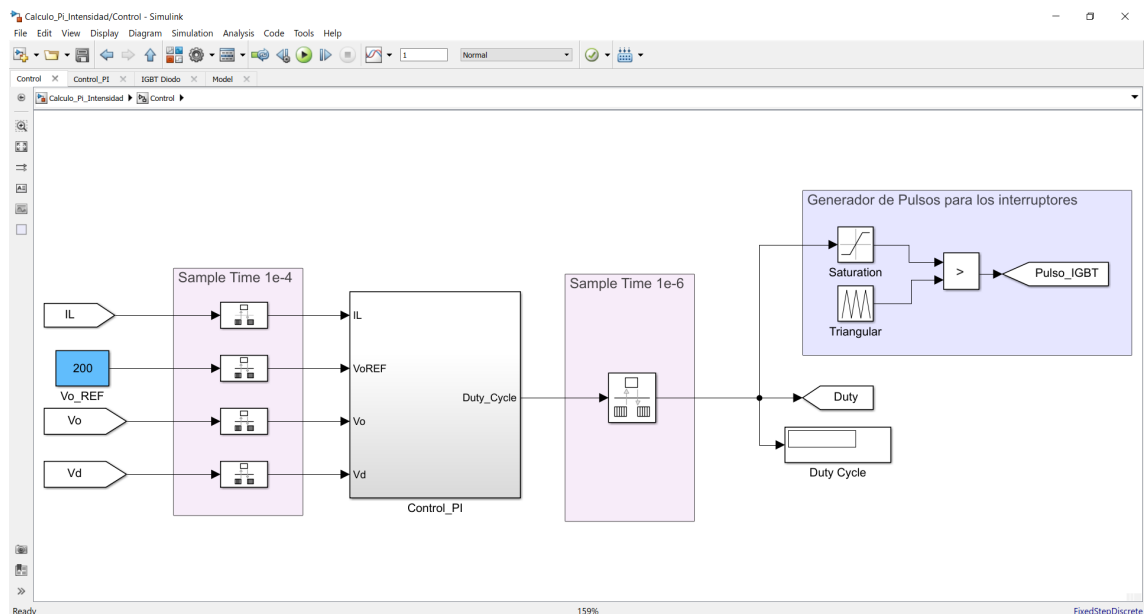 Calculo_Pi_Intensidad/Control - Simulink
File Edit View Display Diagram Simulation Analysis Code Tools Help
1
Normal
Control
Control_PI
IGBT Diodo
Model
Calculo_Pi_Intensidad
Control
Generador de Pulsos para los interruptores
Saturation
Triangular
>
Pulso_IGBT
Sample Time 1e-4
Sample Time 1e-6
IL
200
Vo_REF
Vo
Vd
IL
VoREF
Vo
Vd
Duty_Cycle
Control_PI
Duty
Duty Cycle
Ready
159%
FixedStepDiscrete